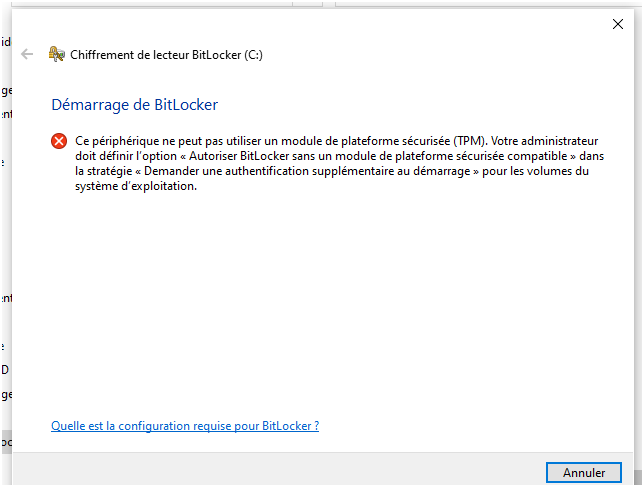 Chiffrement de lecteur BitLocker (C:)
Démarrage de BitLocker
Ce périphérique ne peut pas utiliser un module de plateforme sécurisée (TPM). Votre administrateur
doit définir l’option « Autoriser BitLocker sans un module de plateforme sécurisée compatible » dans
la stratégie « Demander une authentification supplémentaire au démarrage » pour les volumes du
système d’exploitation.
Quelle est la configuration requise pour BitLocker ?
Annuler